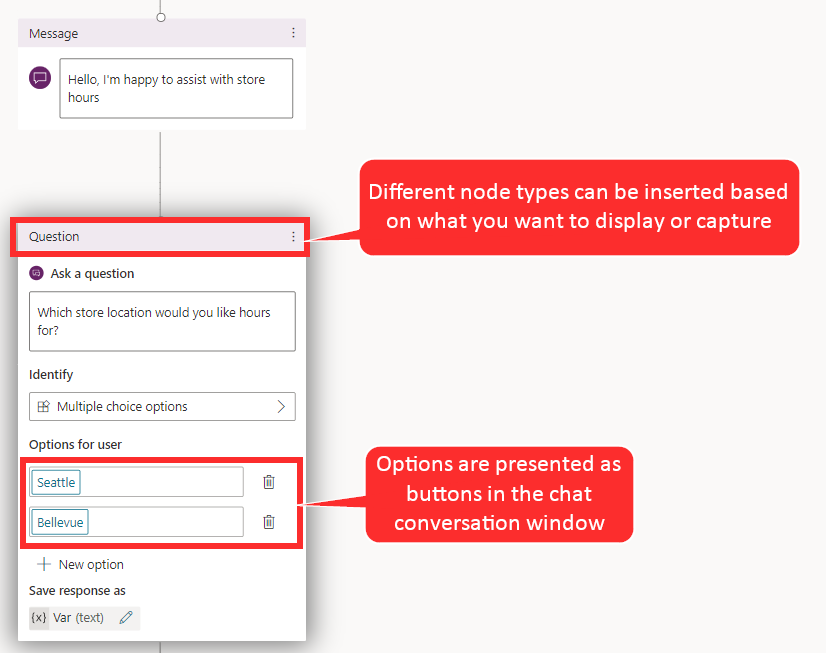 Message
Hello, I'm happy to assist with store
hours
Different node types can be inserted based
on what you want to display or capture
Question
Ask a question
Which store location would you like hours
for?
Identify
Multiple choice options
Options for user
Seattle
Bellevue
Options are presented as
buttons in the chat
conversation window
New option
Save response as
{x} Var (text)